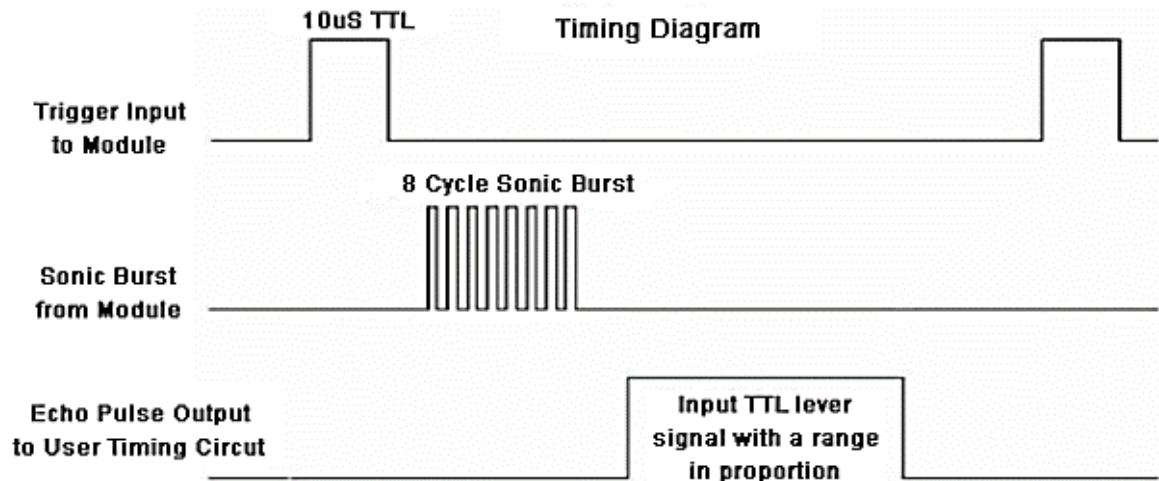 10uS TTL
Timing Diagram
Trigger Input
to Module
8 Cycle Sonic Burst
Sonic Burst
from Module
Echo Pulse Output
to User Timing Circut
Input TTL lever
signal with a range
in proportion